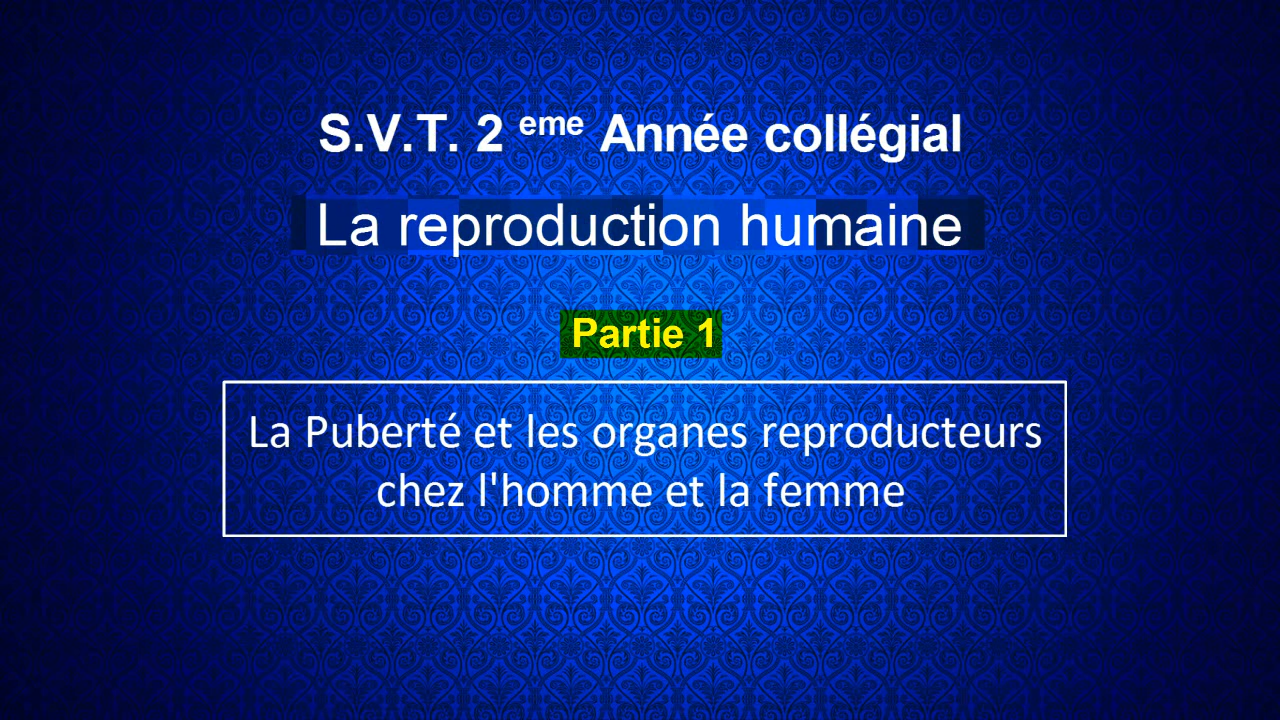 S.V.T. 2 eme Année collégial
La reproduction humaine
Partie 1
La Puberté et les organes reproducteurs
chez l'homme et la femme